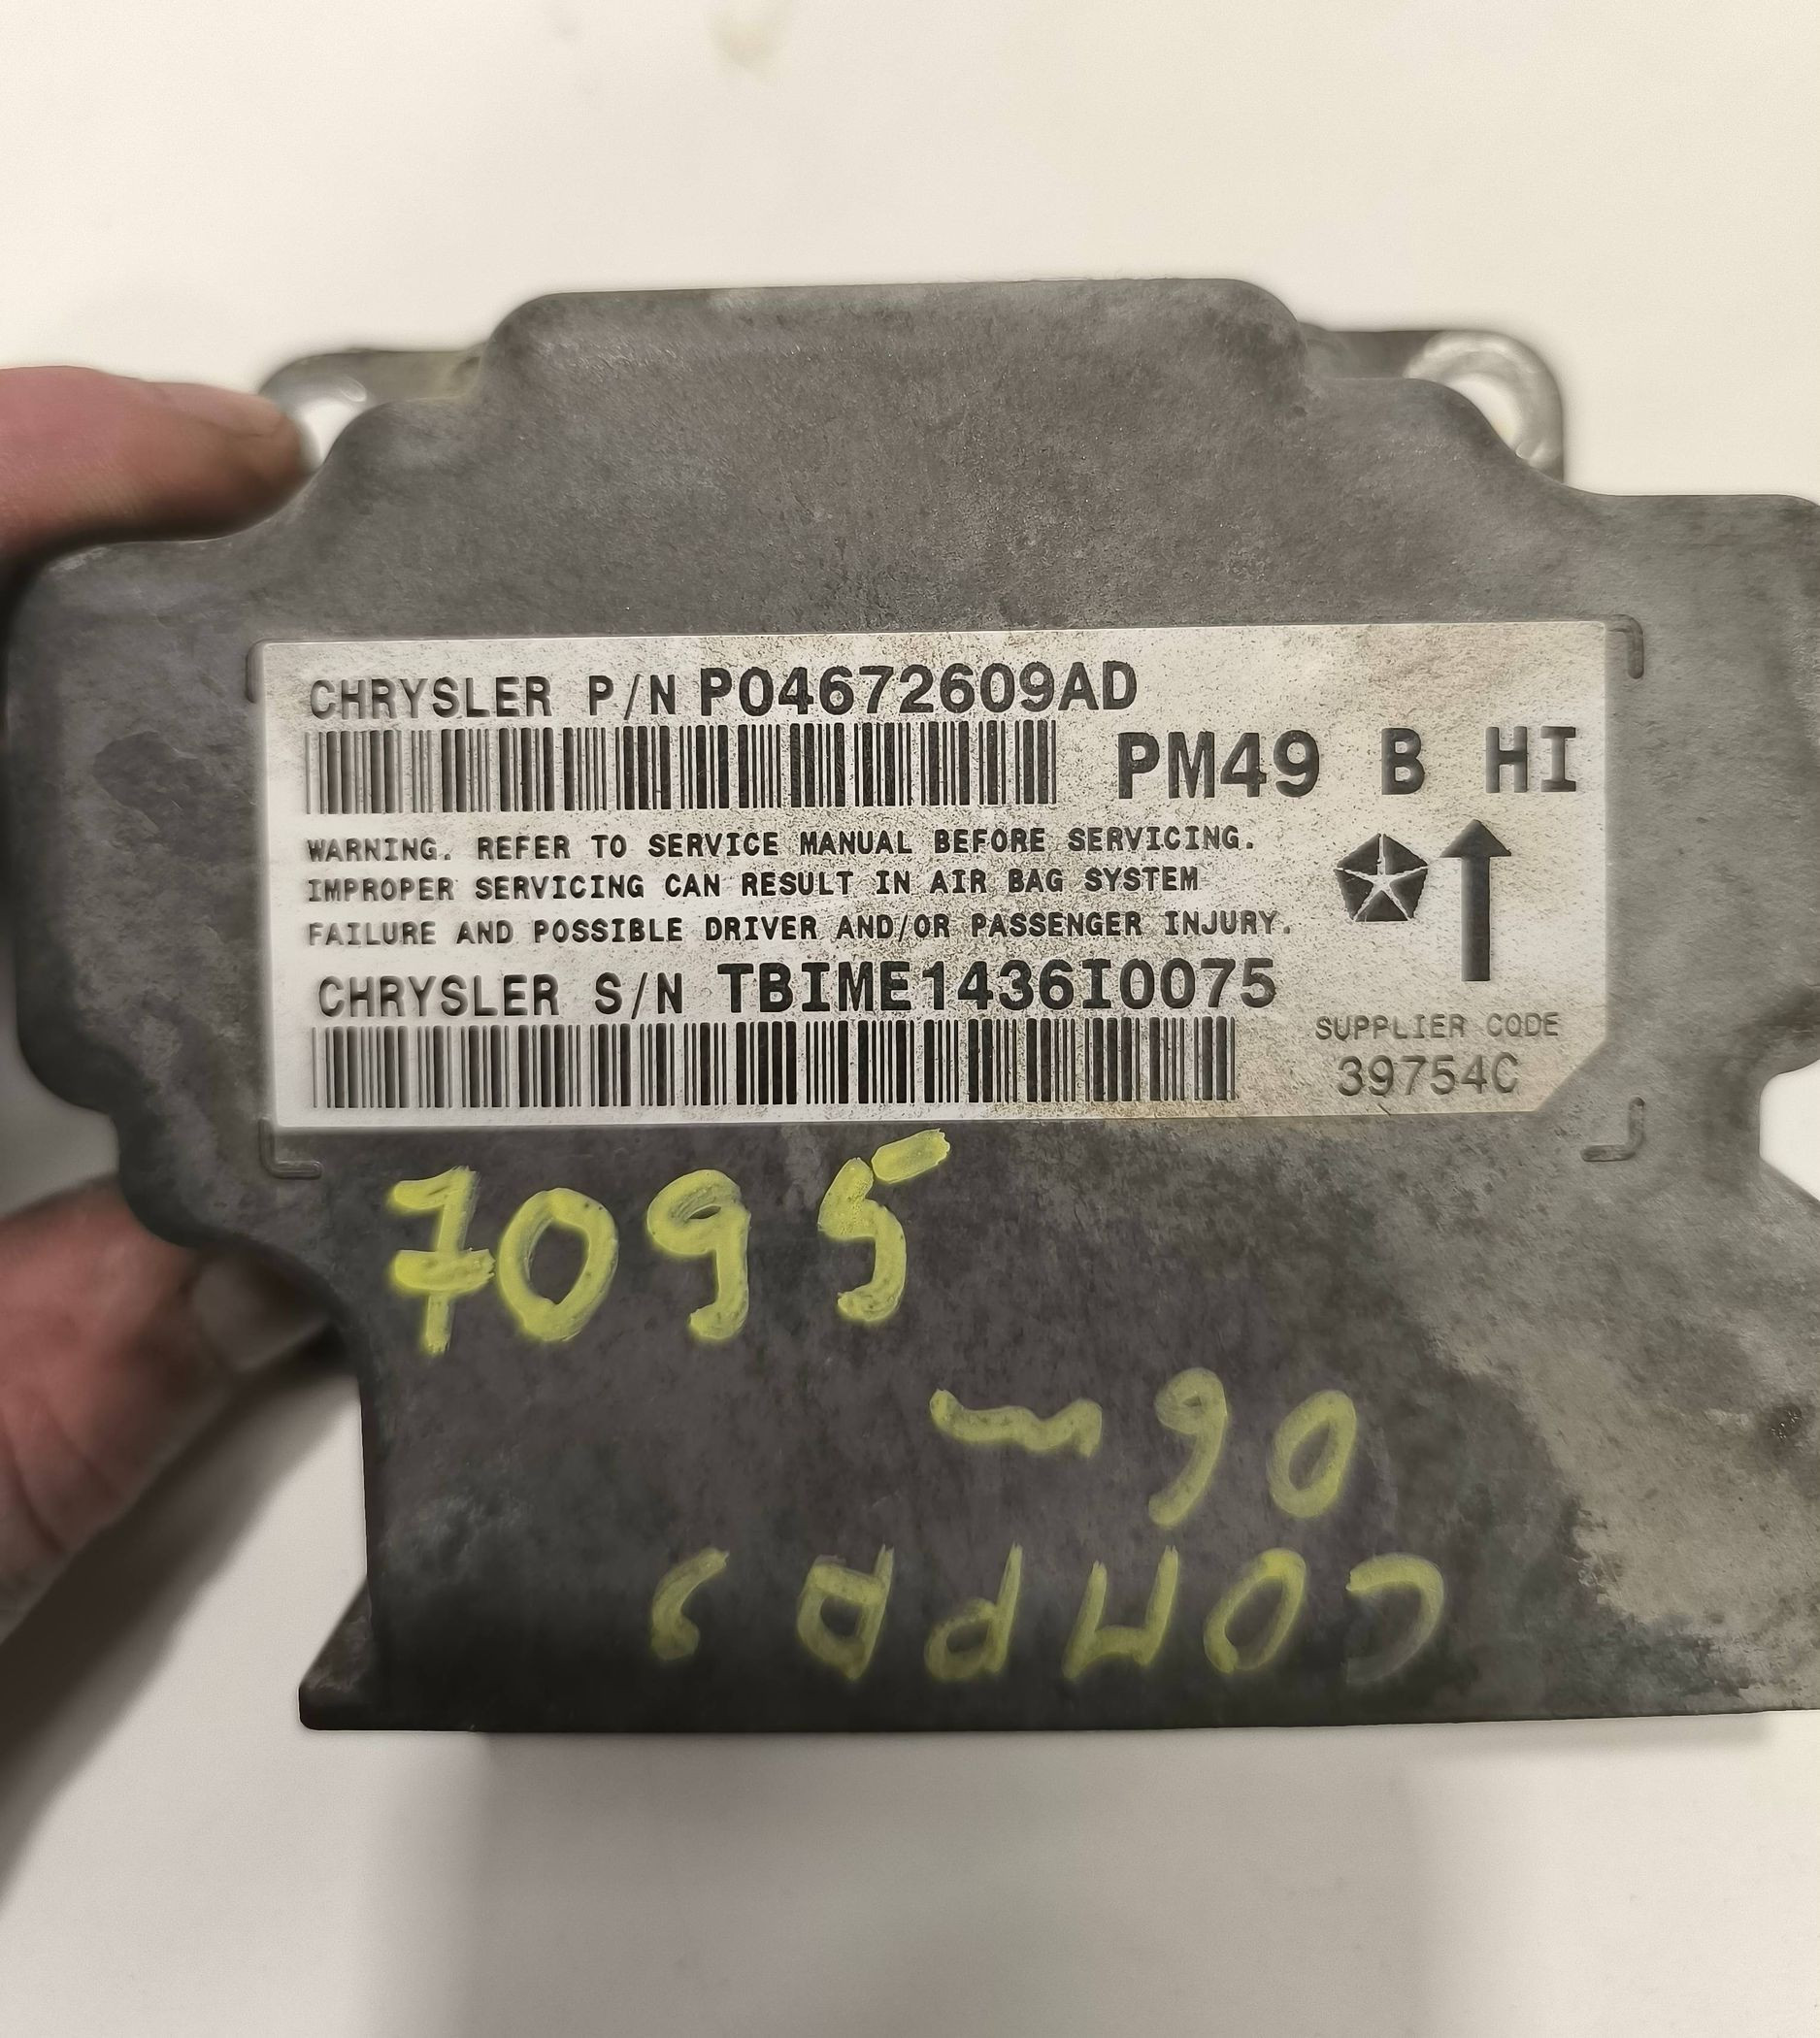 CHRYSLER P/N P04672609AD
PM49 B HI
WARNING. REFER TO SERVICE MANUAL BEFORE SERVICING.
IMPROPER SERVICING CAN RESULT IN AIR BAG SYSTEM
FAILURE AND POSSIBLE DRIVER AND/OR PASSENGER INJURY.
CHRYSLER S/N TBIME1436I0075
SUPPLIER CODE
39754C
7095
COMPAS
06~